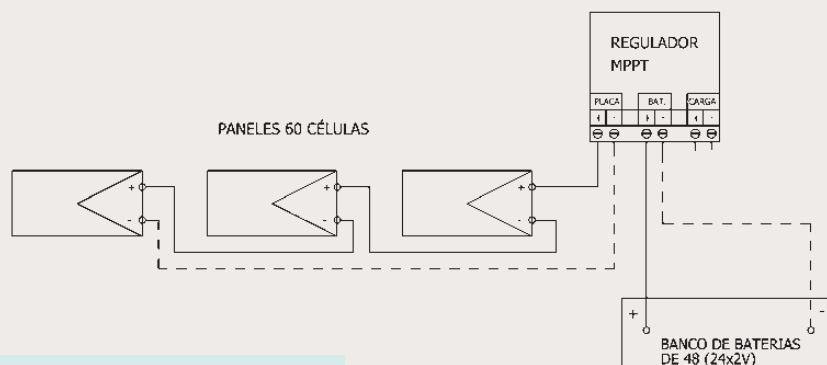 REGULADOR
MPPT
PLACA BAT. CARGA
+ - + - + -
PANELES 60 CÉLULAS
+ + +
- - -
+ -
BANCO DE BATERIAS
DE 48 (24x2V)